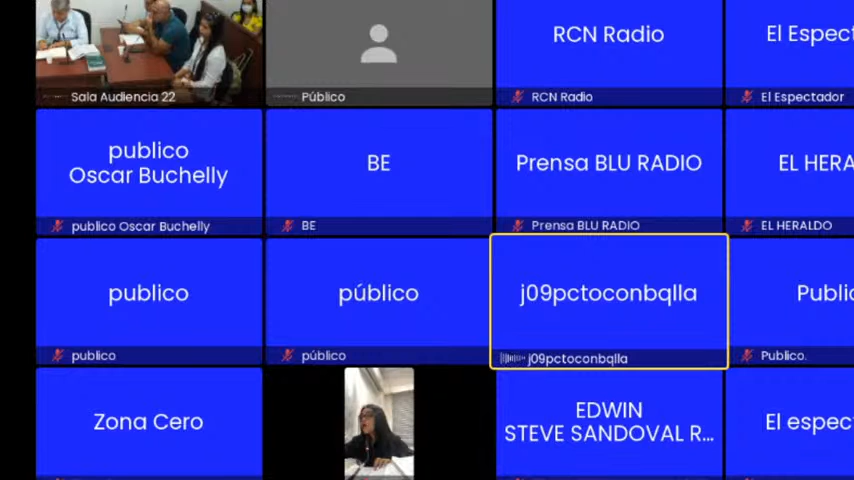 RCN Radio
El Espect
Sala Audiencia 22
Público
RCN Radio
El Espectador
publico
Oscar Buchelly
BE
Prensa BLU RADIO
EL HERA
publico Oscar Buchelly
BE
Prensa BLU RADIO
EL HERALDO
publico
público
j09pctoconbqlla
Public
publico
público
j09pctoconbqlla
Publico.
Zona Cero
EDWIN
STEVE SANDOVAL R...
El espec